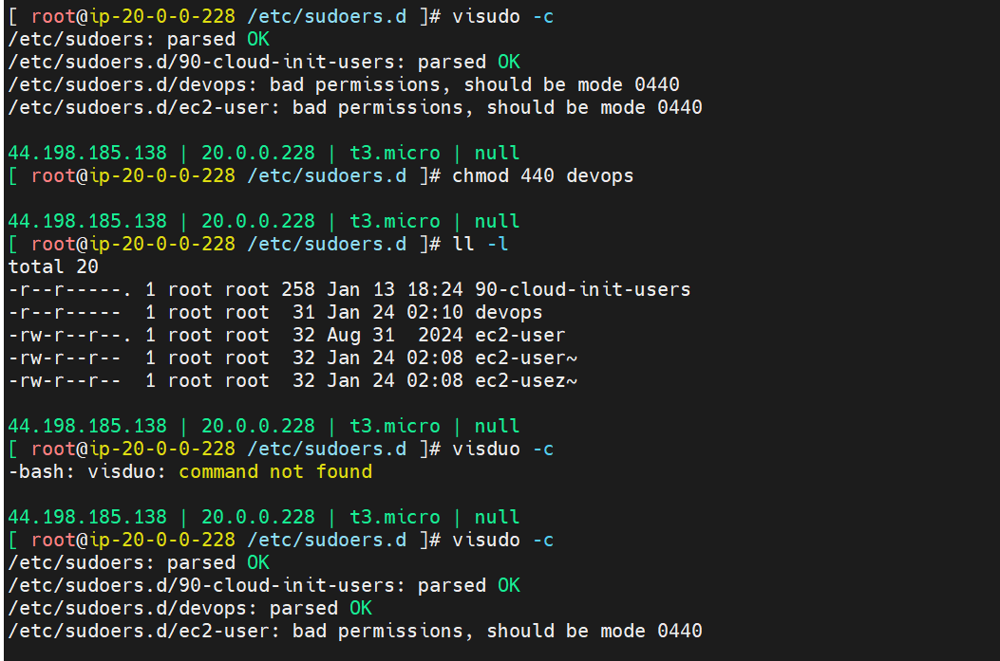 [ root@ip-20-0-0-228 /etc/sudoers.d ]# visudo -c
/etc/sudoers: parsed OK
/etc/sudoers.d/90-cloud-init-users: parsed OK
/etc/sudoers.d/devops: bad permissions, should be mode 0440
/etc/sudoers.d/ec2-user: bad permissions, should be mode 0440
44.198.185.138 | 20.0.0.228 | t3.micro | null
[ root@ip-20-0-0-228 /etc/sudoers.d ]# chmod 440 devops
44.198.185.138 | 20.0.0.228 | t3.micro | null
[ root@ip-20-0-0-228 /etc/sudoers.d ]# ll -l
total 20
-r--r-----. 1 root root 258 Jan 13 18:24 90-cloud-init-users
-r--r-----  1 root root  31 Jan 24 02:10 devops
-rw-r--r--. 1 root root  32 Aug 31  2024 ec2-user
-rw-r--r--  1 root root  32 Jan 24 02:08 ec2-user~
-rw-r--r--  1 root root  32 Jan 24 02:08 ec2-usez~
44.198.185.138 | 20.0.0.228 | t3.micro | null
[ root@ip-20-0-0-228 /etc/sudoers.d ]# visduo -c
-bash: visduo: command not found
44.198.185.138 | 20.0.0.228 | t3.micro | null
[ root@ip-20-0-0-228 /etc/sudoers.d ]# visudo -c
/etc/sudoers: parsed OK
/etc/sudoers.d/90-cloud-init-users: parsed OK
/etc/sudoers.d/devops: parsed OK
/etc/sudoers.d/ec2-user: bad permissions, should be mode 0440